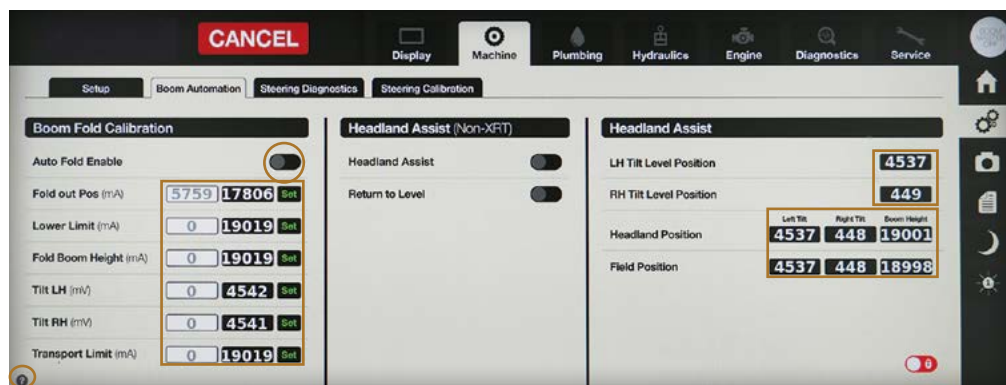 CANCEL
Display Machine Plumbing Hydraulics Engine Diagnostics Service
Setup Boom Automation Steering Diagnostics Steering Calibration
Boom Fold Calibration
Auto Fold Enable
Fold out Pos (mA) 5759 17806 Set
Lower Limit (mA) 0 19019 Set
Fold Boom Height (mA) 0 19019 Set
Tilt LH (mV) 0 4542 Set
Tilt RH (mV) 0 4541 Set
Transport Limit (mA) 0 19019 Set
?
Headland Assist (Non-XRT)
Headland Assist
Return to Level
Headland Assist
LH Tilt Level Position 4537
RH Tilt Level Position 449
Left Tilt Right Tilt Boom Height
Headland Position 4537 448 19001
Field Position 4537 448 18998